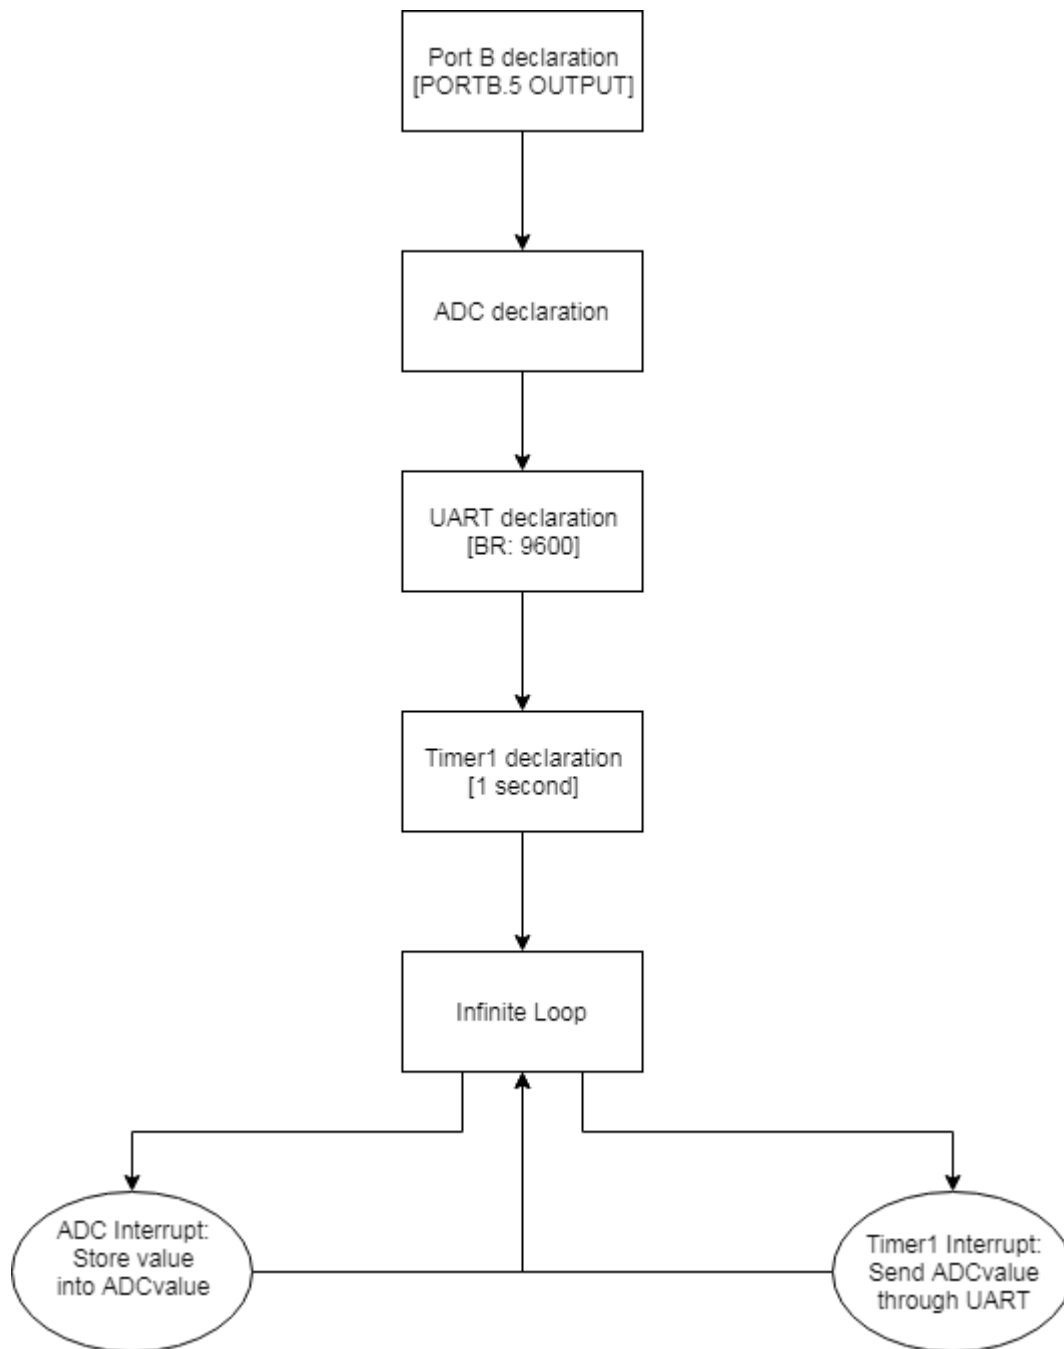 Port B declaration
[PORTB.5 OUTPUT]
ADC declaration
UART declaration
[BR: 9600]
Timer1 declaration
[1 second]
Infinite Loop
ADC Interrupt:
Store value
into ADCvalue
Timer1 Interrupt:
Send ADCvalue
through UART